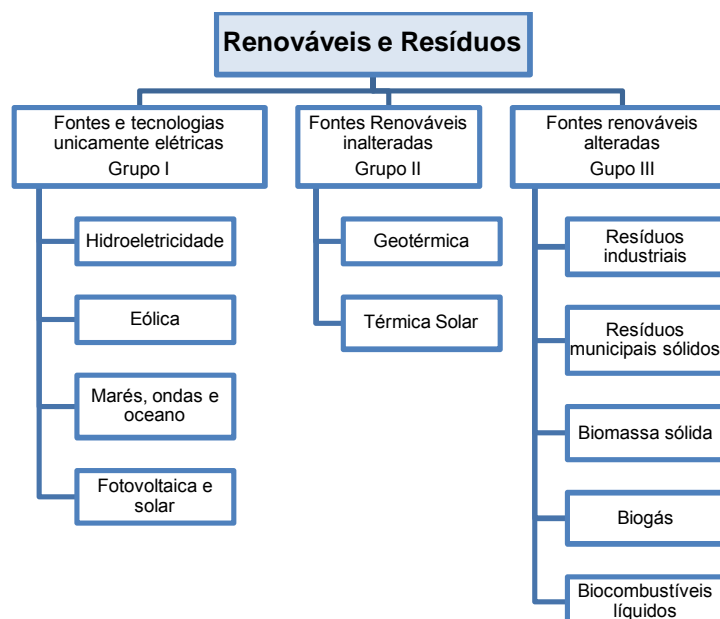 Renováveis e Resíduos
Fontes e tecnologias
unicamente elétricas
Grupo I
Hidroeletricidade
Eólica
Marés, ondas e
oceano
Fotovoltaica e
solar
Fontes Renováveis
inalteradas
Grupo II
Geotérmica
Térmica Solar
Fontes renováveis
alteradas
Gupo III
Resíduos
industriais
Resíduos
municipais sólidos
Biomassa sólida
Biogás
Biocombustíveis
líquidos